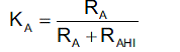 K_A = R_A / (R_A + R_AHI)